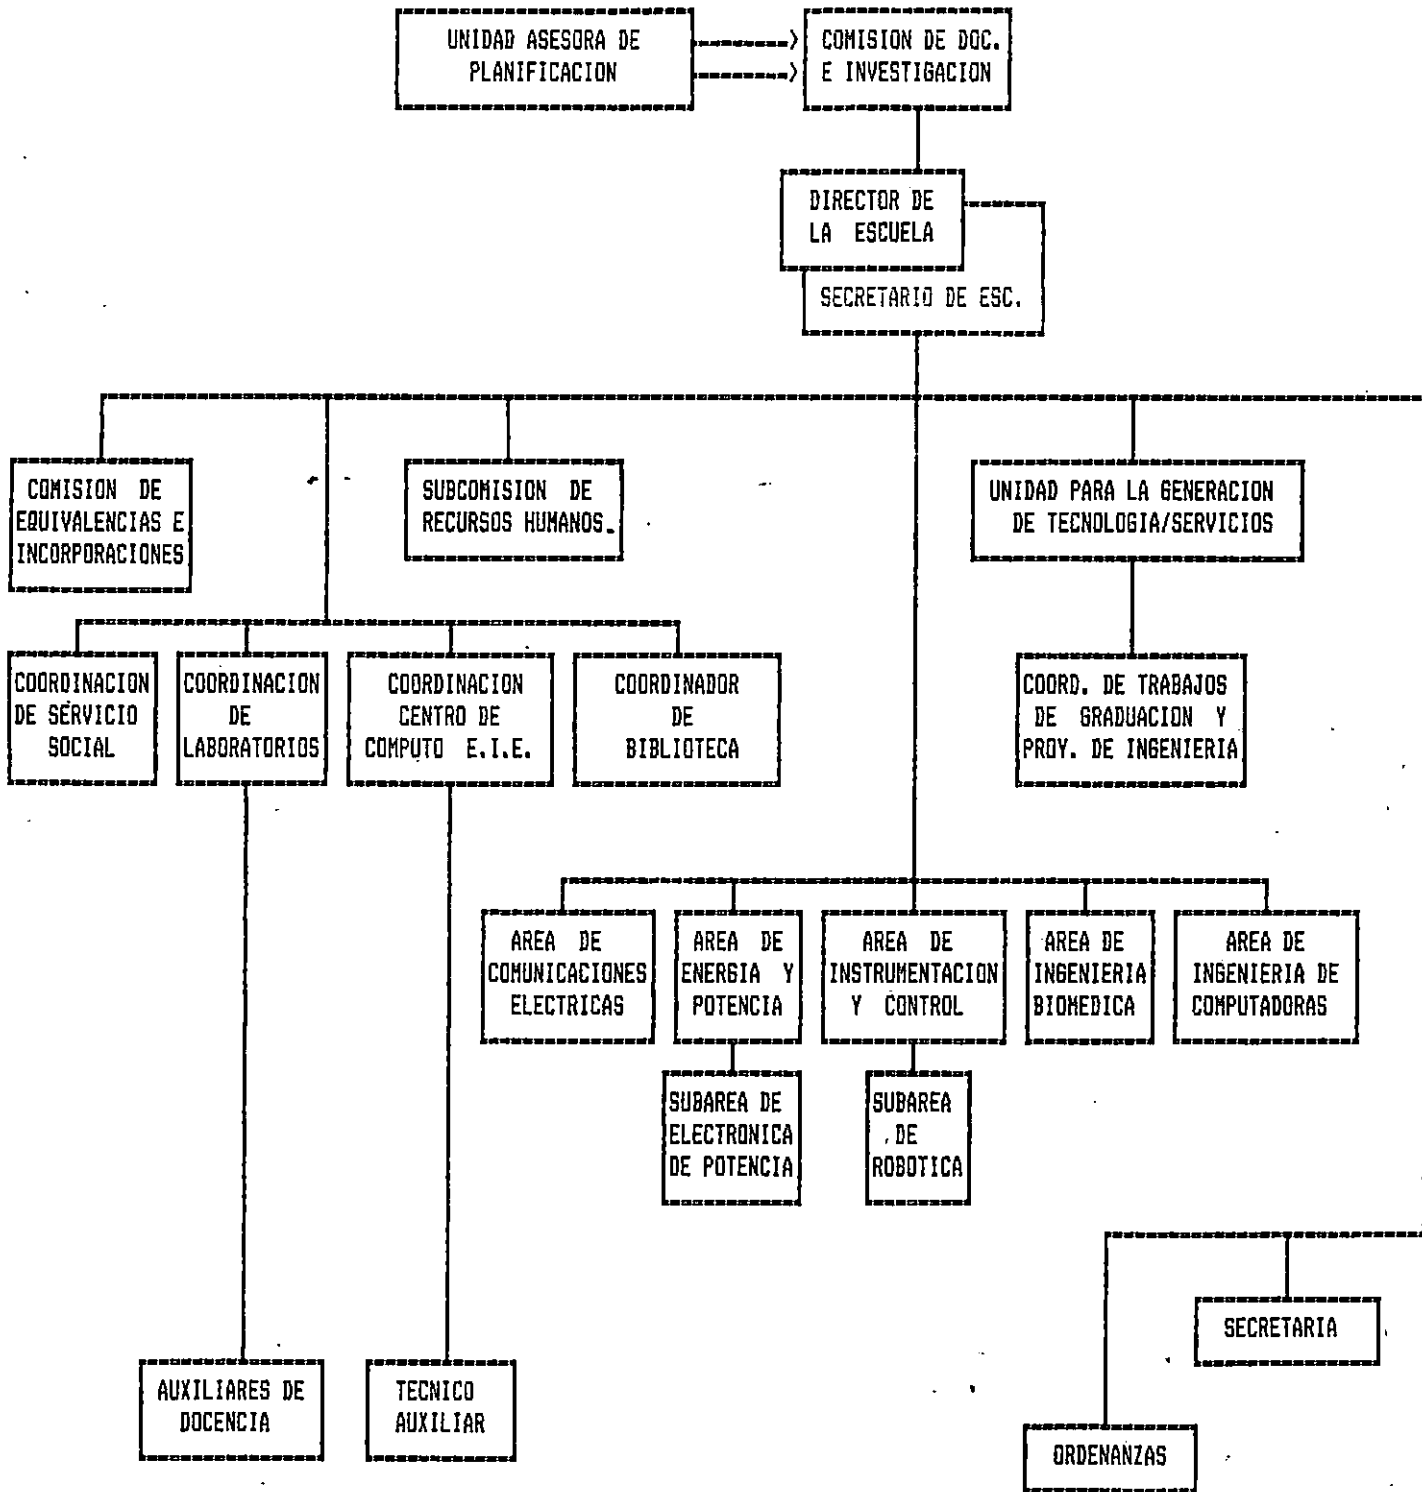 UNIDAD ASESORA DE
PLANIFICACION
COMISION DE DOC.
E INVESTIGACION
DIRECTOR DE
LA ESCUELA
SECRETARIO DE ESC.
COMISION DE
EQUIVALENCIAS E
INCORPORACIONES
SUBCOMISION DE
RECURSOS HUMANOS.
UNIDAD PARA LA GENERACION
DE TECNOLOGIA/SERVICIOS
COORDINACION
DE SERVICIO
SOCIAL
COORDINACION
DE
LABORATORIOS
COORDINACION
CENTRO DE
COMPUTO E.I.E.
COORDINADOR
DE
BIBLIOTECA
COORD. DE TRABAJOS
DE GRADUACION Y
PROY. DE INGENIERIA
AREA DE
COMUNICACIONES
ELECTRICAS
AREA DE
ENERGIA Y
POTENCIA
AREA DE
INSTRUMENTACION
Y CONTROL
AREA DE
INGENIERIA
BIOMEDICA
AREA DE
INGENIERIA DE
COMPUTADORAS
SUBAREA DE
ELECTRONICA
DE POTENCIA
SUBAREA
DE
ROBOTICA
SECRETARIA
AUXILIARES DE
DOCENCIA
TECNICO
AUXILIAR
ORDENANZAS